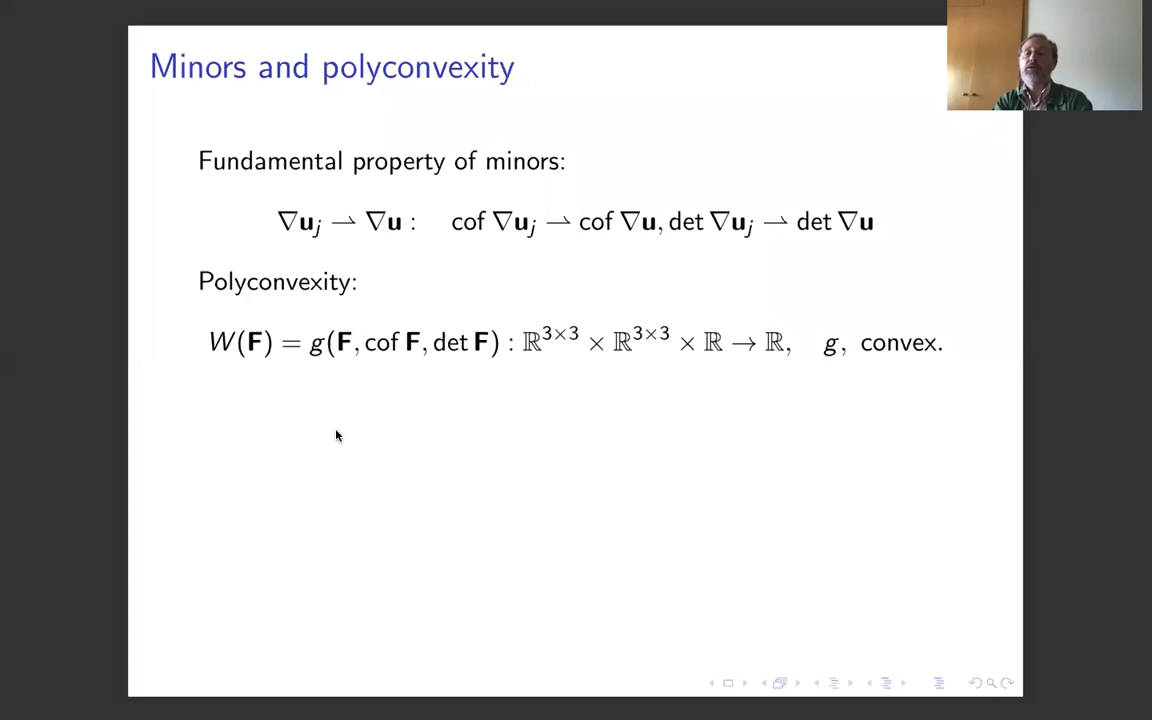 Minors and polyconvexity
Fundamental property of minors:
∇u_j ⇀ ∇u : cof ∇u_j ⇀ cof ∇u, det ∇u_j ⇀ det ∇u
Polyconvexity:
W(F) = g(F, cof F, det F) : ℝ^{3×3} × ℝ^{3×3} × ℝ → ℝ, g, convex.